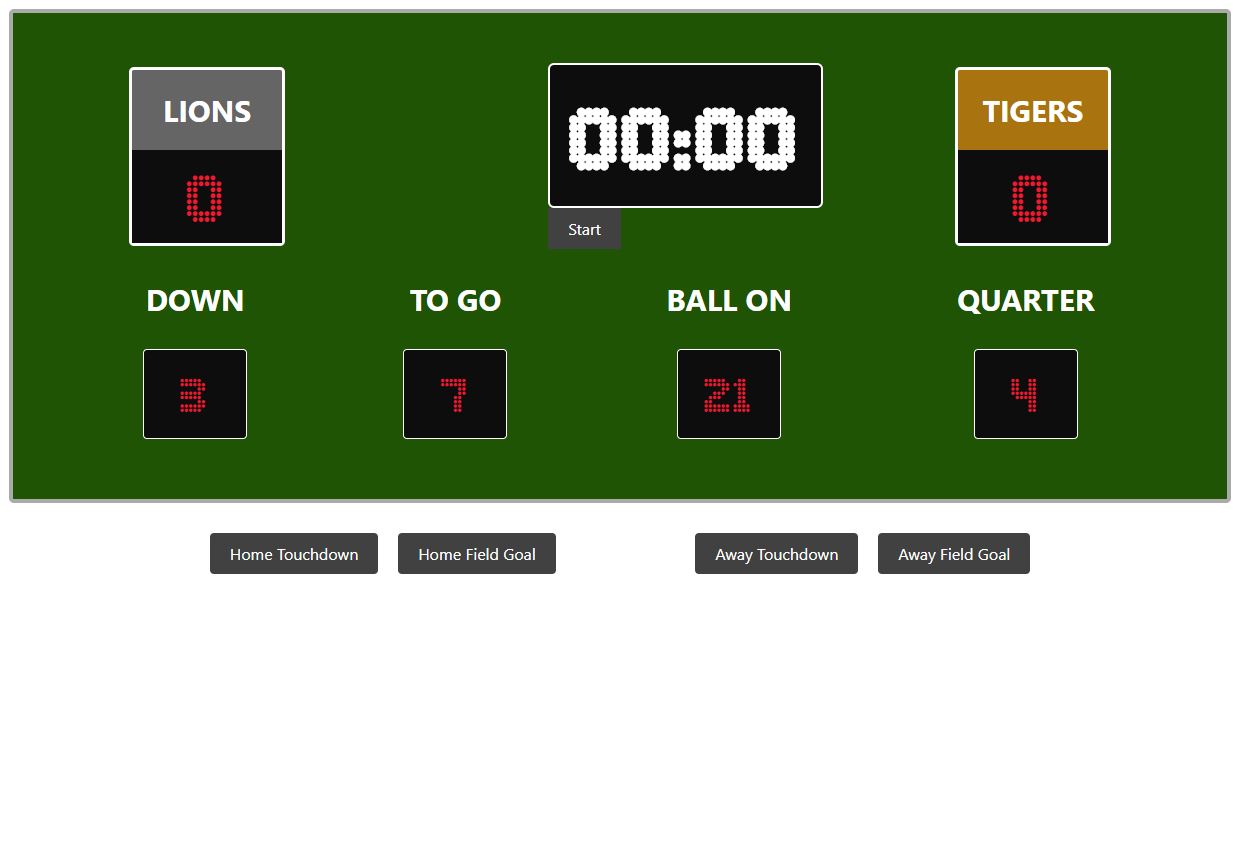 LIONS
00:00
TIGERS
0
0
Start
DOWN
TO GO
BALL ON
QUARTER
3
7
21
4
Home Touchdown
Home Field Goal
Away Touchdown
Away Field Goal